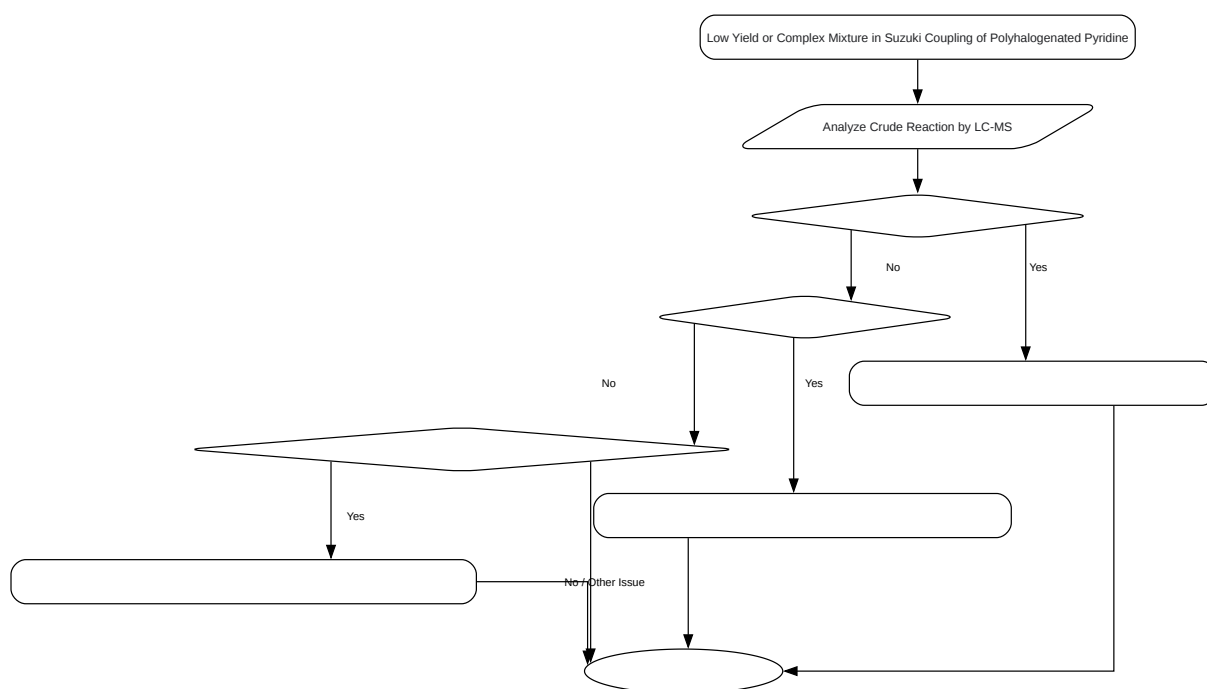 Low Yield or Complex Mixture in Suzuki Coupling of Polyhalogenated Pyridine
Analyze Crude Reaction by LC-MS
No
Yes
No
Yes
Yes
No / Other Issue